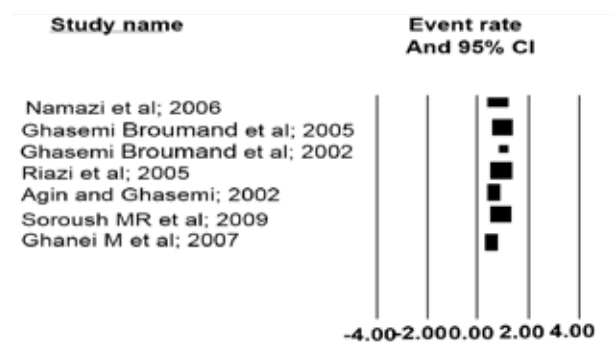 Study name
Event rate
And 95% CI
Namazi et al; 2006
Ghasemi Broumand et al; 2005
Ghasemi Broumand et al; 2002
Riazi et al; 2005
Agin and Ghasemi; 2002
Soroush MR et al; 2009
Ghanei M et al; 2007
-4.00 -2.00 0.00 2.00 4.00